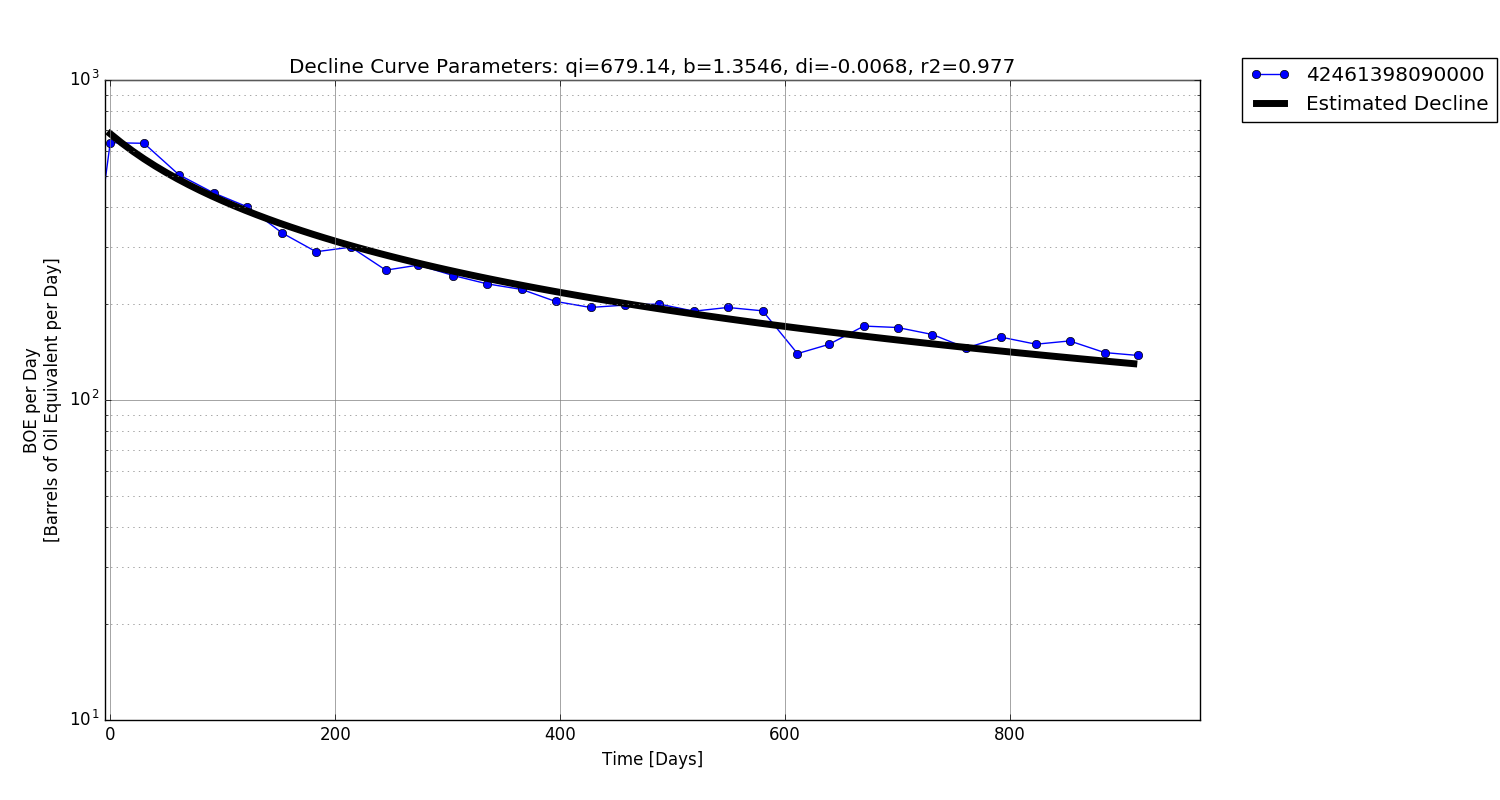 Decline Curve Parameters: qi=679.14, b=1.3546, di=-0.0068, r2=0.977
42461398090000
Estimated Decline
10³
10²
10¹
BOE per Day
[Barrels of Oil Equivalent per Day]
0 200 400 600 800
Time [Days]